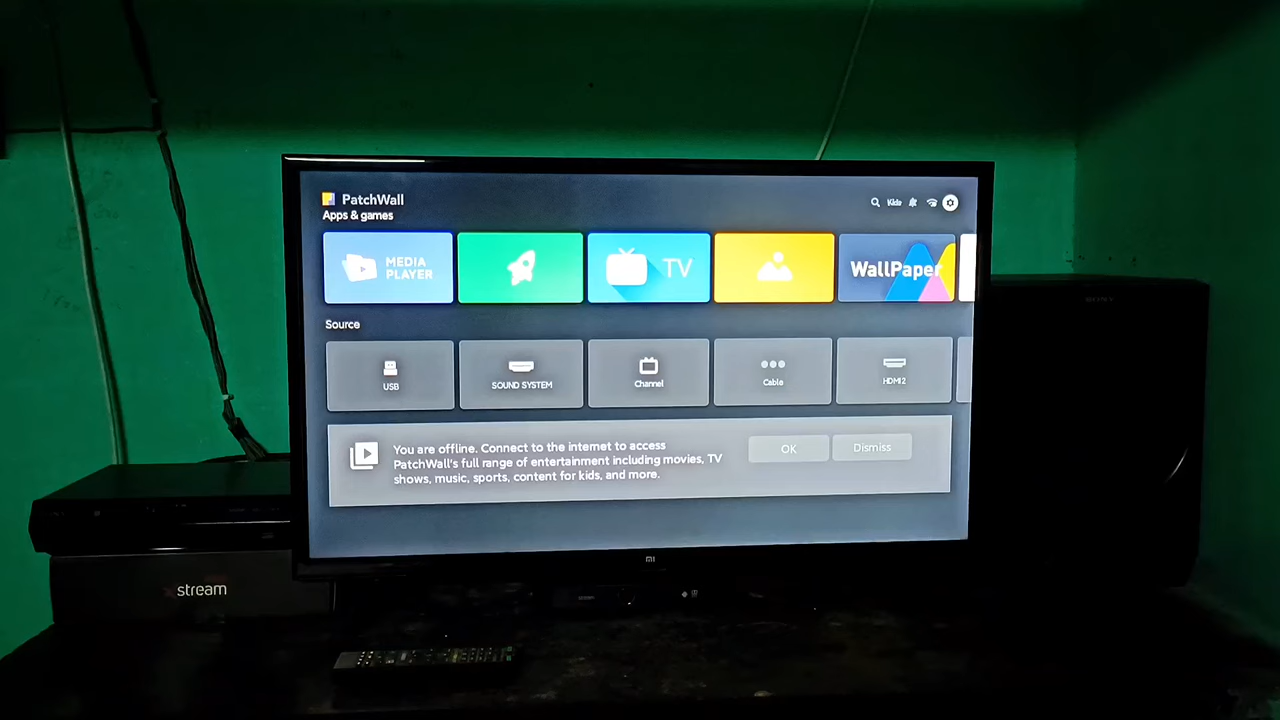 PatchWall
Kids
Apps & games
MEDIA
PLAYER
TV
WallPaper
Source
USB
SOUND SYSTEM
Channel
Cable
HDMI2
You are offline. Connect to the internet to access
PatchWall's full range of entertainment including movies, TV
shows, music, sports, content for kids, and more.
OK
Dismiss
mi
SONY
xstream